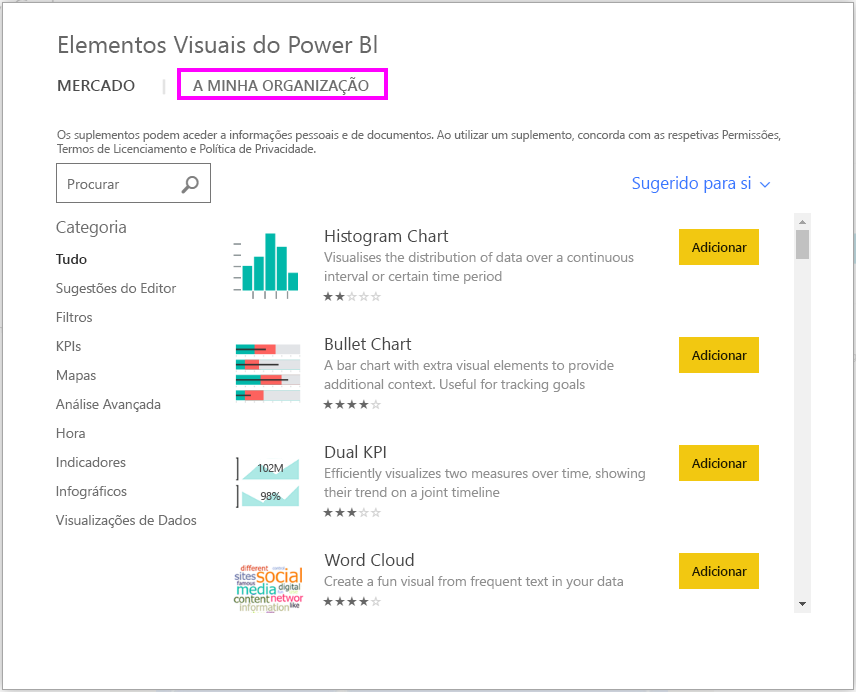 Elementos Visuais do Power BI
MERCADO | A MINHA ORGANIZAÇÃO
Os suplementos podem aceder a informações pessoais e de documentos. Ao utilizar um suplemento, concorda com as respetivas Permissões,
Termos de Licenciamento e Política de Privacidade.
Procurar
Sugerido para si
Categoria
Tudo
Sugestões do Editor
Filtros
KPIs
Mapas
Análise Avançada
Hora
Indicadores
Infográficos
Visualizações de Dados
Histogram Chart
Visualises the distribution of data over a continuous
interval or certain time period
Adicionar
Bullet Chart
A bar chart with extra visual elements to provide
additional context. Useful for tracking goals
Adicionar
102M
98%
Dual KPI
Efficiently visualizes two measures over time, showing
their trend on a joint timeline
Adicionar
different
sites social
famous
media digital
content networ
information like
Word Cloud
Create a fun visual from frequent text in your data
Adicionar